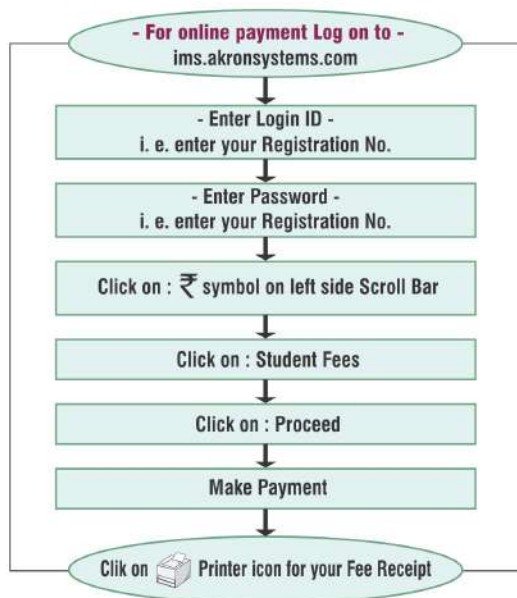 - For online payment Log on to -
ims.akronsystems.com
- Enter Login ID -
i. e. enter your Registration No.
- Enter Password -
i. e. enter your Registration No.
Click on : ₹ symbol on left side Scroll Bar
Click on : Student Fees
Click on : Proceed
Make Payment
Clik on Printer icon for your Fee Receipt